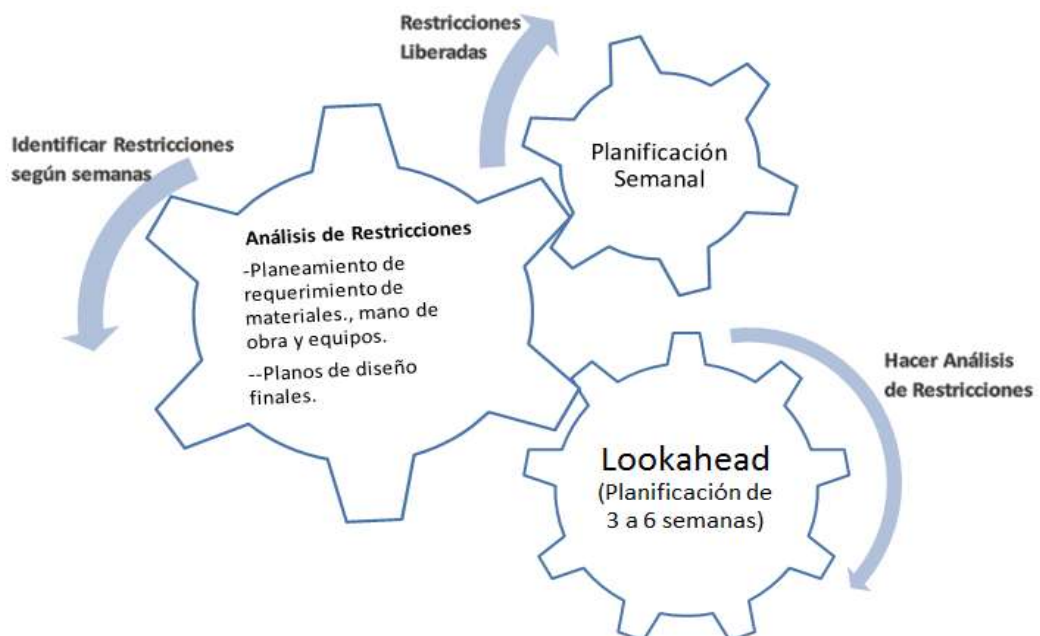 Restricciones
Liberadas
Identificar Restricciones
según semanas
Planificación
Semanal
Análisis de Restricciones
-Planeamiento de
requerimiento de
materiales., mano de
obra y equipos.
--Planos de diseño
finales.
Hacer Análisis
de Restricciones
Lookahead
(Planificación de
3 a 6 semanas)